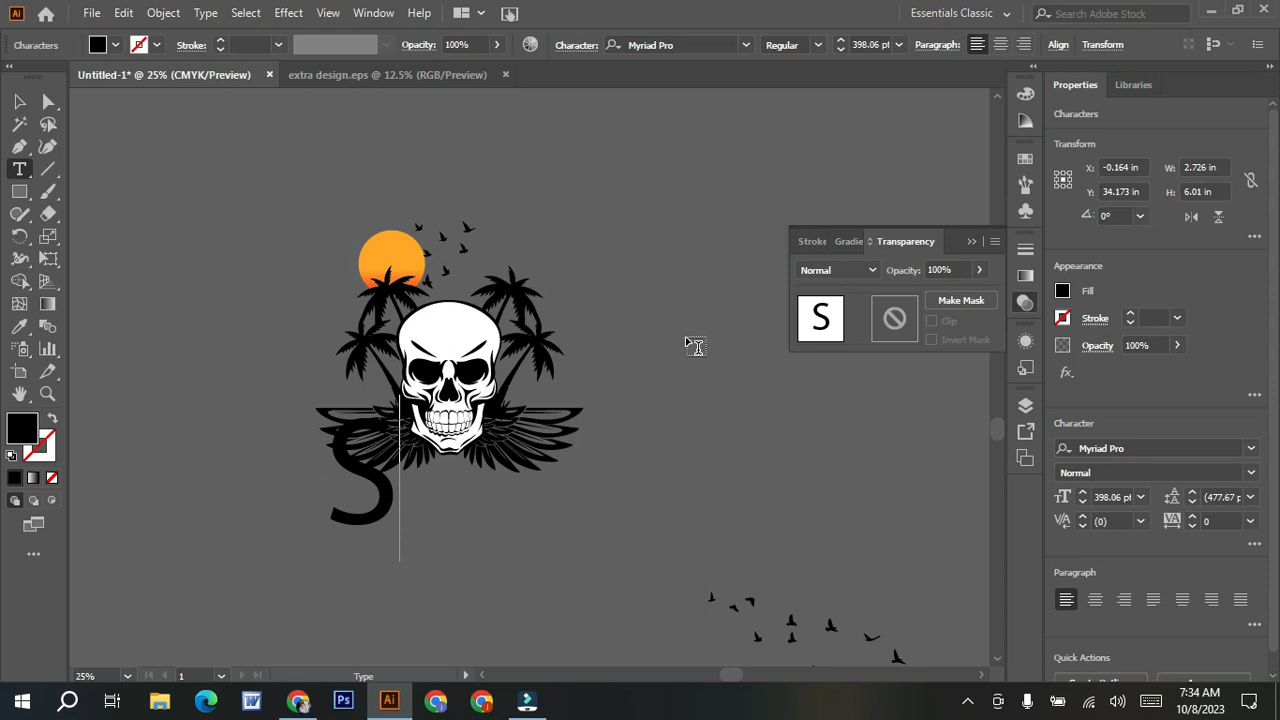 Ai File Edit Object Type Select Effect View Window Help Essentials Classic Search Adobe Stock
Characters Stroke: Opacity: 100% Character: Myriad Pro Regular 398.06 pt Paragraph: Align Transform
Untitled-1* @ 25% (CMYK/Preview) extra design.eps @ 12.5% (RGB/Preview)
Properties Libraries
Characters
Transform
X: -0.164 in W: 2.726 in
Y: 34.173 in H: 6.01 in
0°
Stroke Gradie Transparency
Normal Opacity: 100%
S Make Mask
Clip
Invert Mask
Appearance
Fill
Stroke
Opacity 100%
fx.
Character
Myriad Pro
Normal
398.06 pt (477.67 p
(0) 0
Paragraph
Quick Actions
S
25% 1 Type
W Ps Ai
7:34 AM
10/8/2023